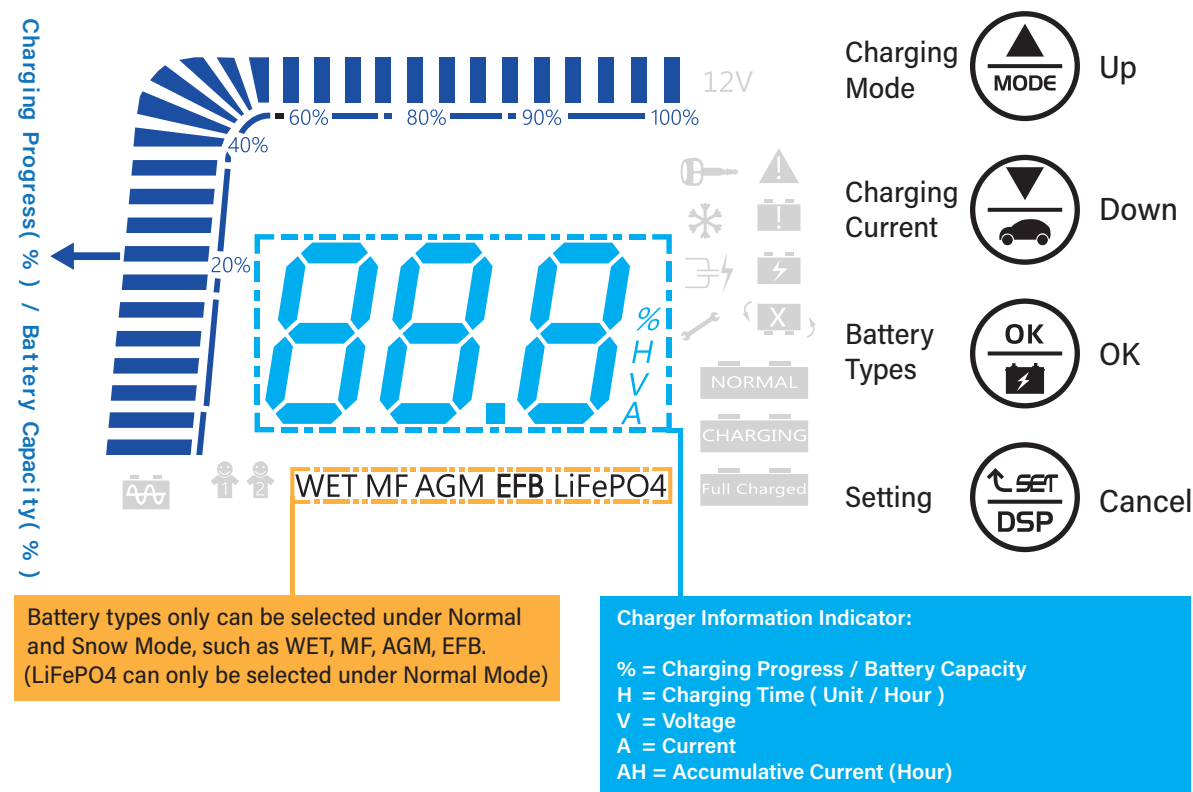 Charging Progress( % ) / Battery Capacity( % )
12V
60%
80%
90%
100%
40%
20%
%
H
V
A
88.8
1
2
WET MF AGM EFB LiFePO4
!
!
X
NORMAL
CHARGING
Full Charged
Charging
Mode
MODE
Up
Charging
Current
Down
Battery
Types
OK
OK
Setting
SET
DSP
Cancel
Battery types only can be selected under Normal
and Snow Mode, such as WET, MF, AGM, EFB.
(LiFePO4 can only be selected under Normal Mode)
Charger Information Indicator:
% = Charging Progress / Battery Capacity
H = Charging Time ( Unit / Hour )
V = Voltage
A = Current
AH = Accumulative Current (Hour)